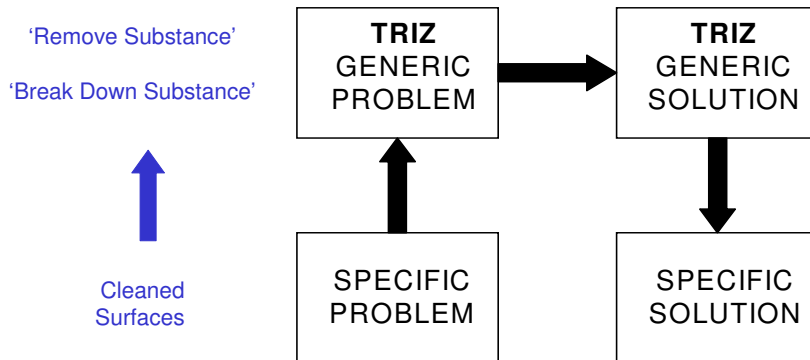 ‘Remove Substance’
‘Break Down Substance’
Cleaned
Surfaces
TRIZ
GENERIC
PROBLEM
TRIZ
GENERIC
SOLUTION
SPECIFIC
PROBLEM
SPECIFIC
SOLUTION